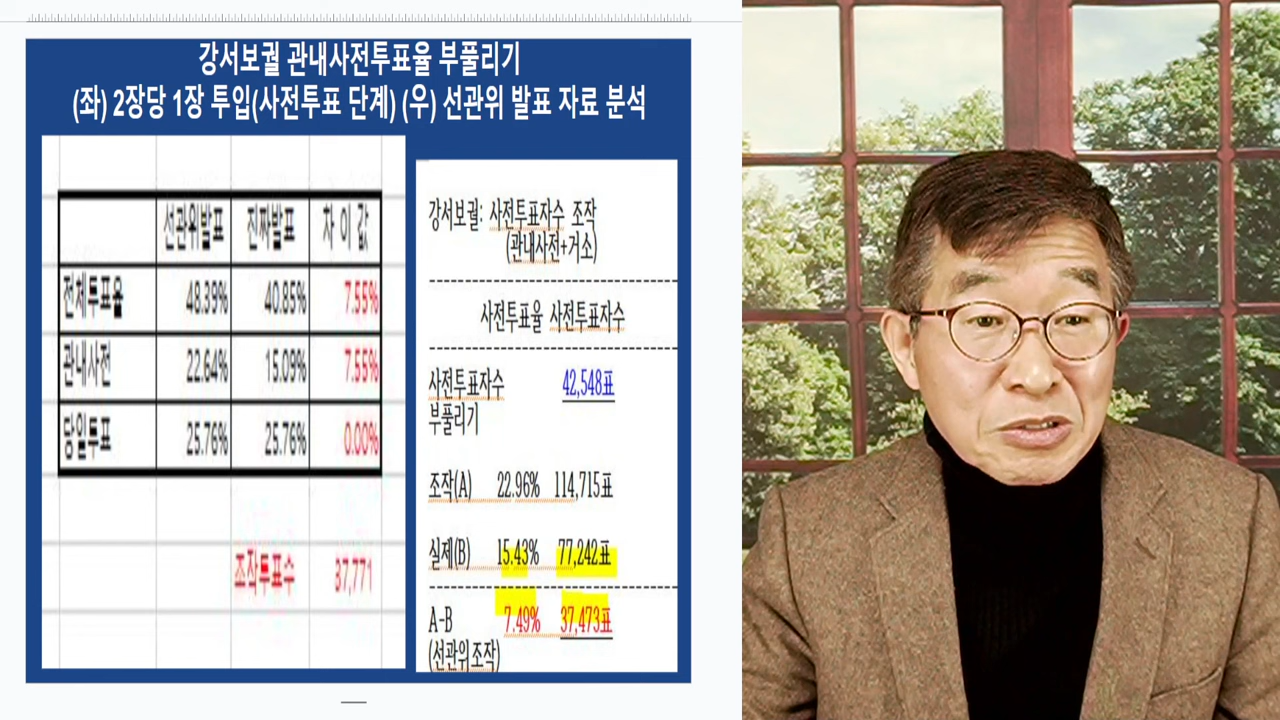 강서보궐 관내사전투표율 부풀리기
(좌) 2장당 1장 투입(사전투표 단계) (우) 선관위 발표 자료 분석
선관위발표 진짜발표 차 이 값
전체투표율 48.39% 40.85% 7.55%
관내사전 22.64% 15.09% 7.55%
당일투표 25.76% 25.76% 0.00%
조작투표수 37,771
강서보궐: 사전투표자수 조작
(관내사전+거소)
사전투표율 사전투표자수
사전투표자수 42,548표
부풀리기
조작(A) 22.96% 114,715표
실제(B) 15.43% 77,242표
A-B 7.49% 37,473표
(선관위조작)